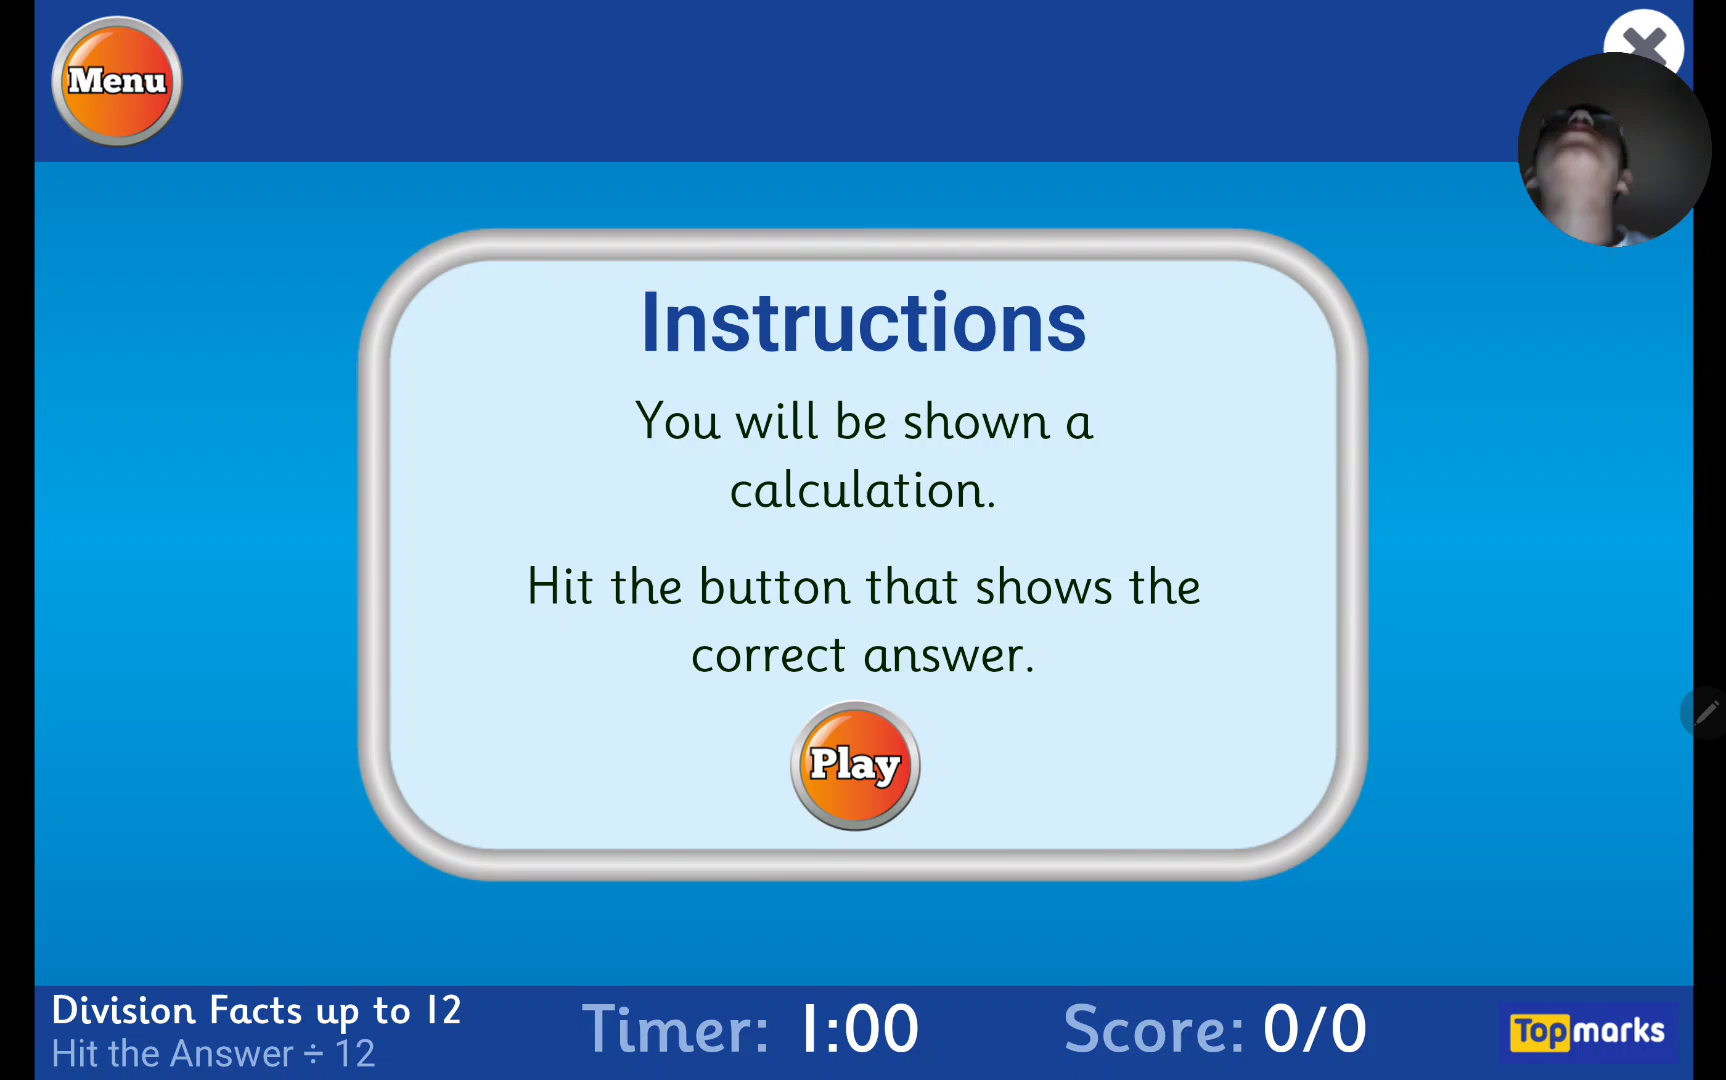 Menu
Instructions
You will be shown a
calculation.
Hit the button that shows the
correct answer.
Play
Division Facts up to 12
Hit the Answer ÷ 12
Timer: 1:00
Score: 0/0
Topmarks